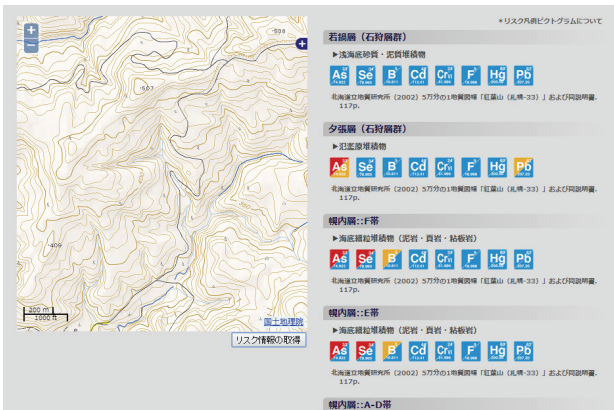 +
−
・508
・507
・409
200 m
1000 ft
国土地理院
リスク情報の取得
*リスク凡例ピクトグラムについて
若鍋層（石狩層群）
▶浅海底砂質・泥質堆積物
As Se B Cd Cr VI F Hg Pb
北海道立地質研究所（2002）5万分の1地質図幅「紅葉山（札幌-33）」および同説明書.
117p.
夕張層（石狩層群）
▶氾濫原堆積物
As Se B Cd Cr VI F Hg Pb
北海道立地質研究所（2002）5万分の1地質図幅「紅葉山（札幌-33）」および同説明書.
117p.
幌内層::F帯
▶海底細粒堆積物（泥岩・頁岩・粘板岩）
As Se B Cd Cr VI F Hg Pb
北海道立地質研究所（2002）5万分の1地質図幅「紅葉山（札幌-33）」および同説明書.
117p.
幌内層::E帯
▶海底細粒堆積物（泥岩・頁岩・粘板岩）
As Se B Cd Cr VI F Hg Pb
北海道立地質研究所（2002）5万分の1地質図幅「紅葉山（札幌-33）」および同説明書.
117p.
幌内層::A-D帯